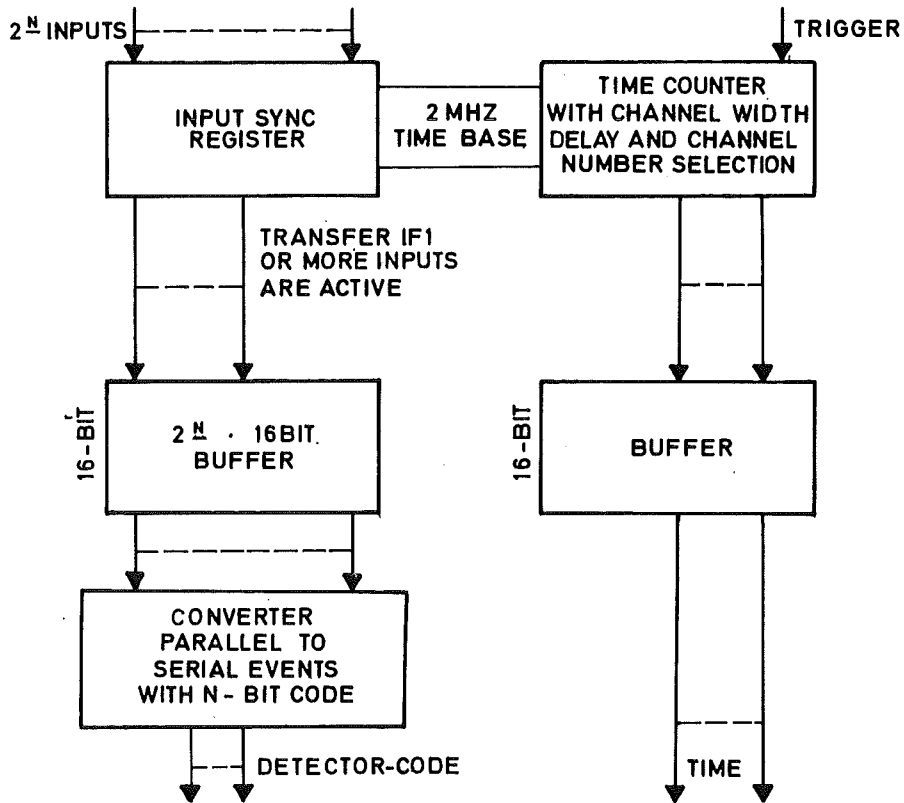 2 N INPUTS
TRIGGER
INPUT SYNC
REGISTER
2 MHZ
TIME BASE
TIME COUNTER
WITH CHANNEL WIDTH
DELAY AND CHANNEL
NUMBER SELECTION
TRANSFER IF1
OR MORE INPUTS
ARE ACTIVE
16-BIT
2 N · 16BIT.
BUFFER
16-BIT
BUFFER
CONVERTER
PARALLEL TO
SERIAL EVENTS
WITH N-BIT CODE
DETECTOR-CODE
TIME